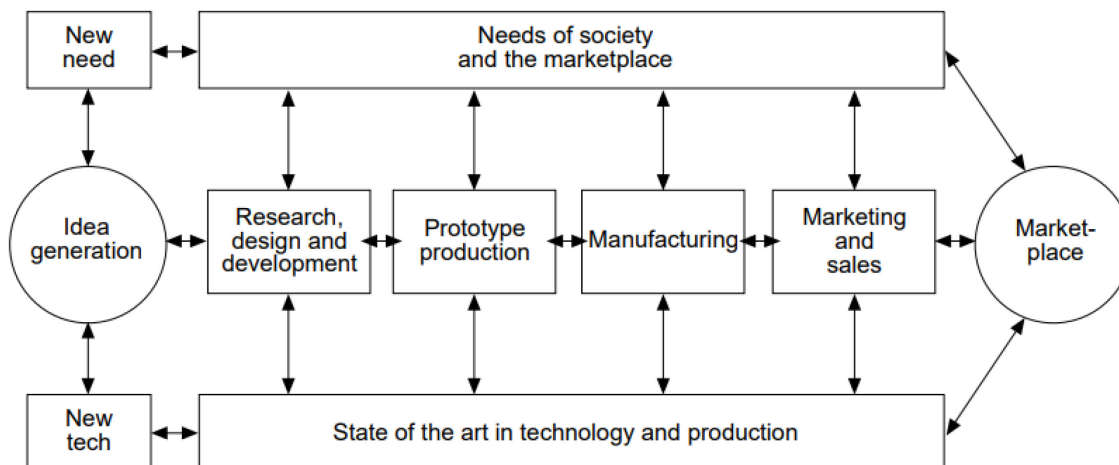 New
need
Needs of society
and the marketplace
Idea
generation
Research,
design and
development
Prototype
production
Manufacturing
Marketing
and
sales
Market-
place
New
tech
State of the art in technology and production